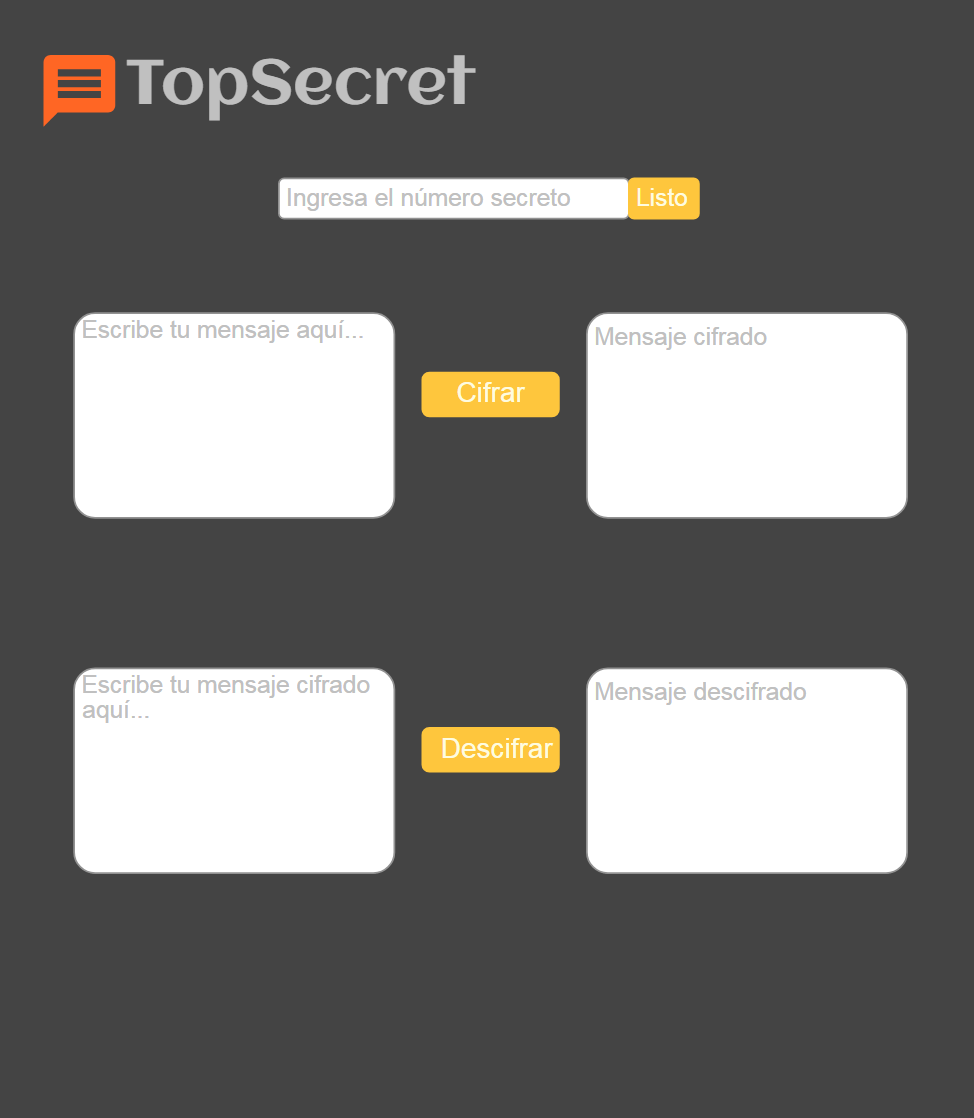 TopSecret
Ingresa el número secreto
Listo
Escribe tu mensaje aquí...
Cifrar
Mensaje cifrado
Escribe tu mensaje cifrado
aquí...
Descifrar
Mensaje descifrado